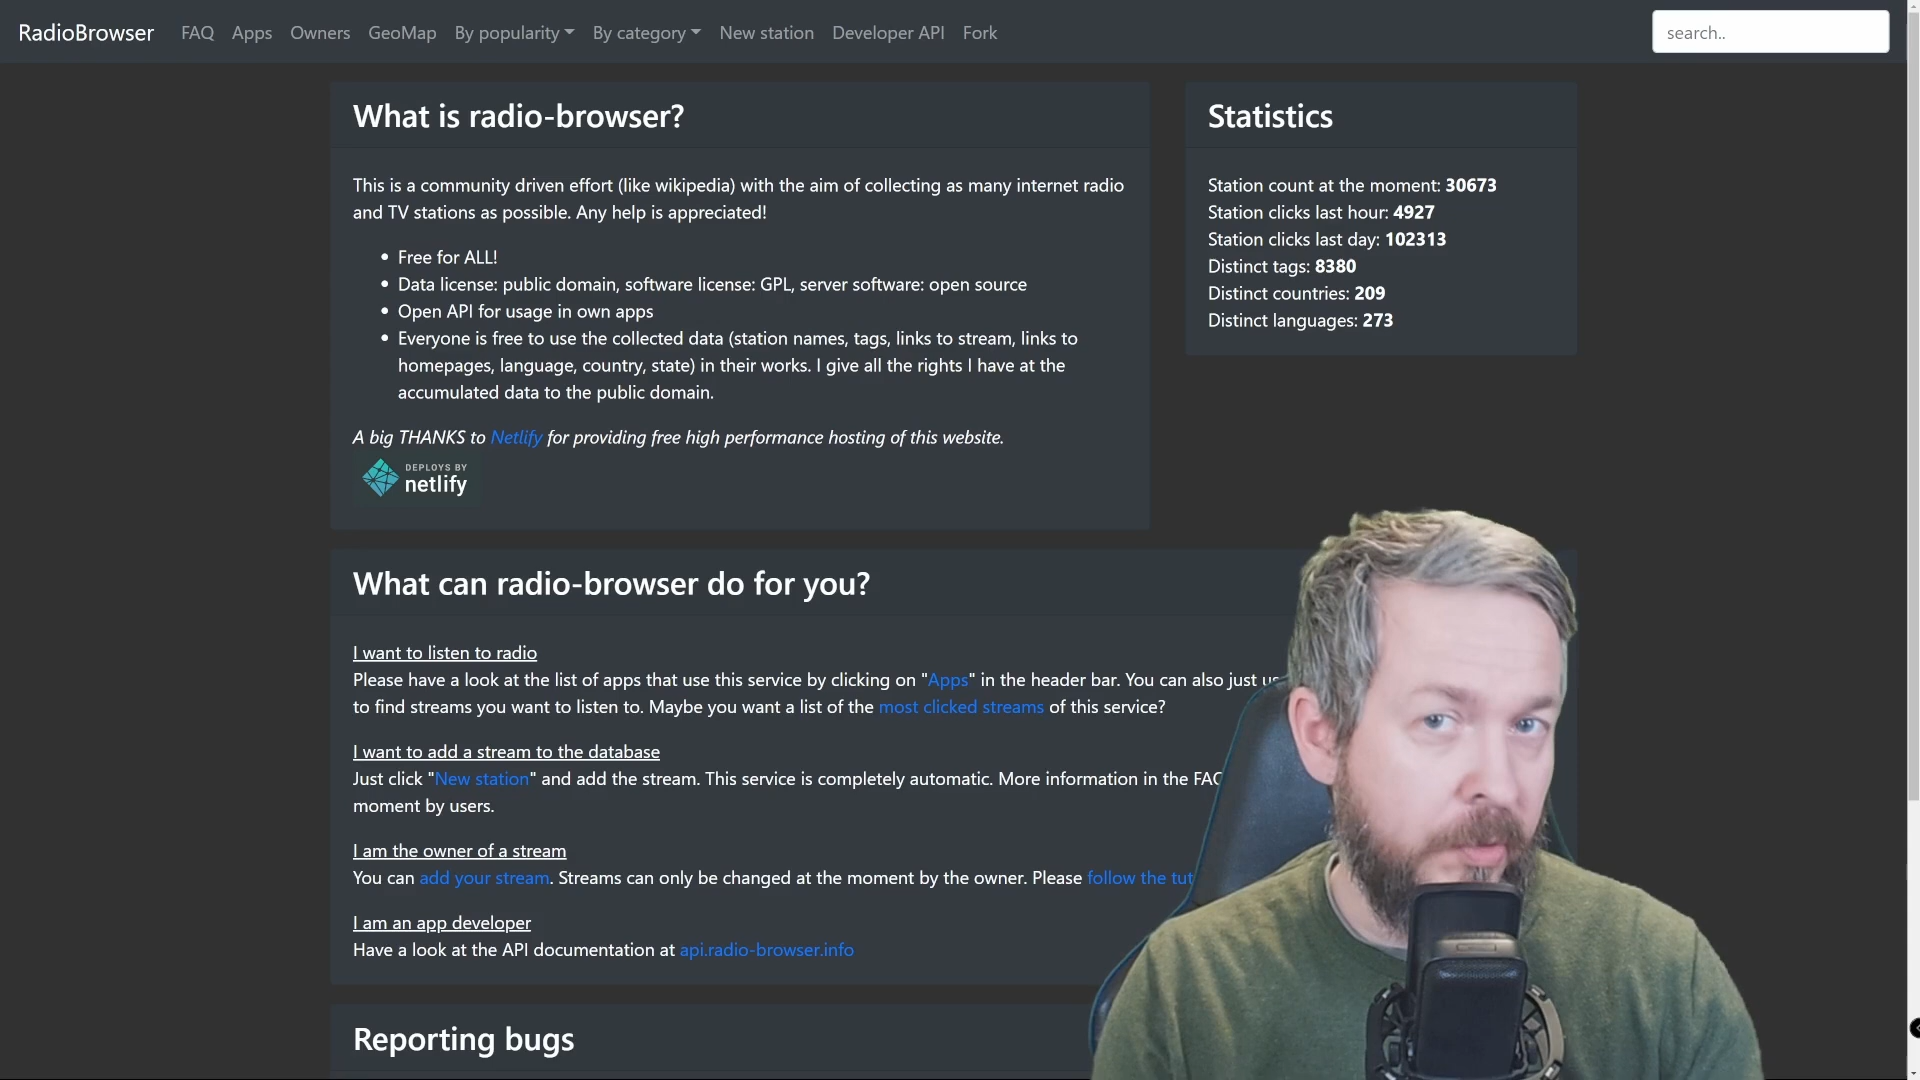 RadioBrowser FAQ Apps Owners GeoMap By popularity By category New station Developer API Fork search..
What is radio-browser?
This is a community driven effort (like wikipedia) with the aim of collecting as many internet radio
and TV stations as possible. Any help is appreciated!
• Free for ALL!
• Data license: public domain, software license: GPL, server software: open source
• Open API for usage in own apps
• Everyone is free to use the collected data (station names, tags, links to stream, links to
homepages, language, country, state) in their works. I give all the rights I have at the
accumulated data to the public domain.
A big THANKS to Netlify for providing free high performance hosting of this website.
DEPLOYS BY
netlify
Statistics
Station count at the moment: 30673
Station clicks last hour: 4927
Station clicks last day: 102313
Distinct tags: 8380
Distinct countries: 209
Distinct languages: 273
What can radio-browser do for you?
I want to listen to radio
Please have a look at the list of apps that use this service by clicking on "Apps" in the header bar. You can also just
to find streams you want to listen to. Maybe you want a list of the most clicked streams of this service?
I want to add a stream to the database
Just click "New station" and add the stream. This service is completely automatic. More information in the
moment by users.
I am the owner of a stream
You can add your stream. Streams can only be changed at the moment by the owner. Please follow the
I am an app developer
Have a look at the API documentation at api.radio-browser.info
Reporting bugs